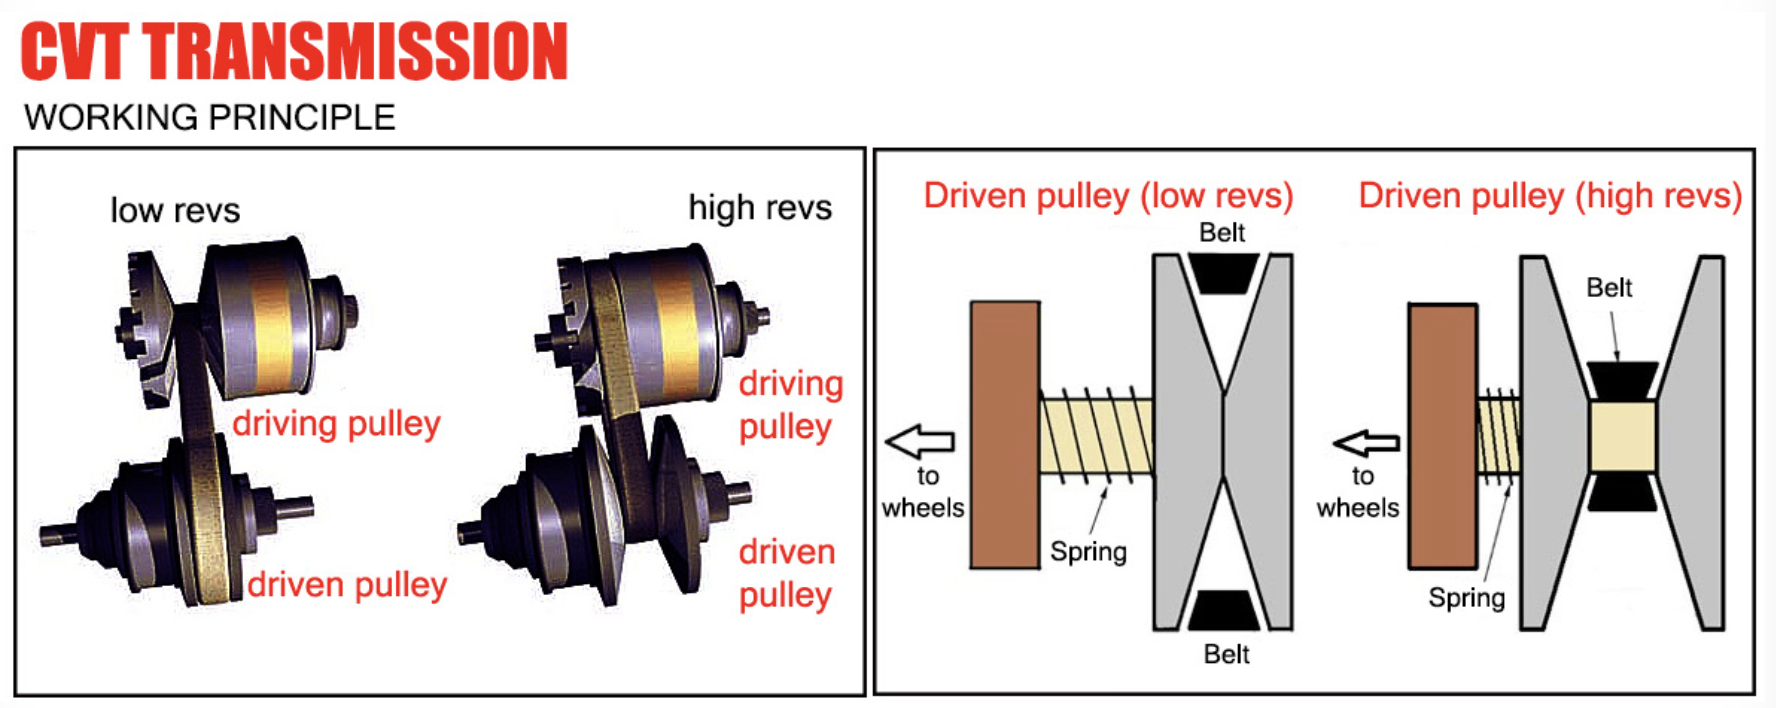 CVT TRANSMISSION
WORKING PRINCIPLE
low revs
high revs
driving pulley
driving
pulley
driven pulley
driven
pulley
Driven pulley (low revs)
Belt
to
wheels
Spring
Belt
Driven pulley (high revs)
Belt
to
wheels
Spring